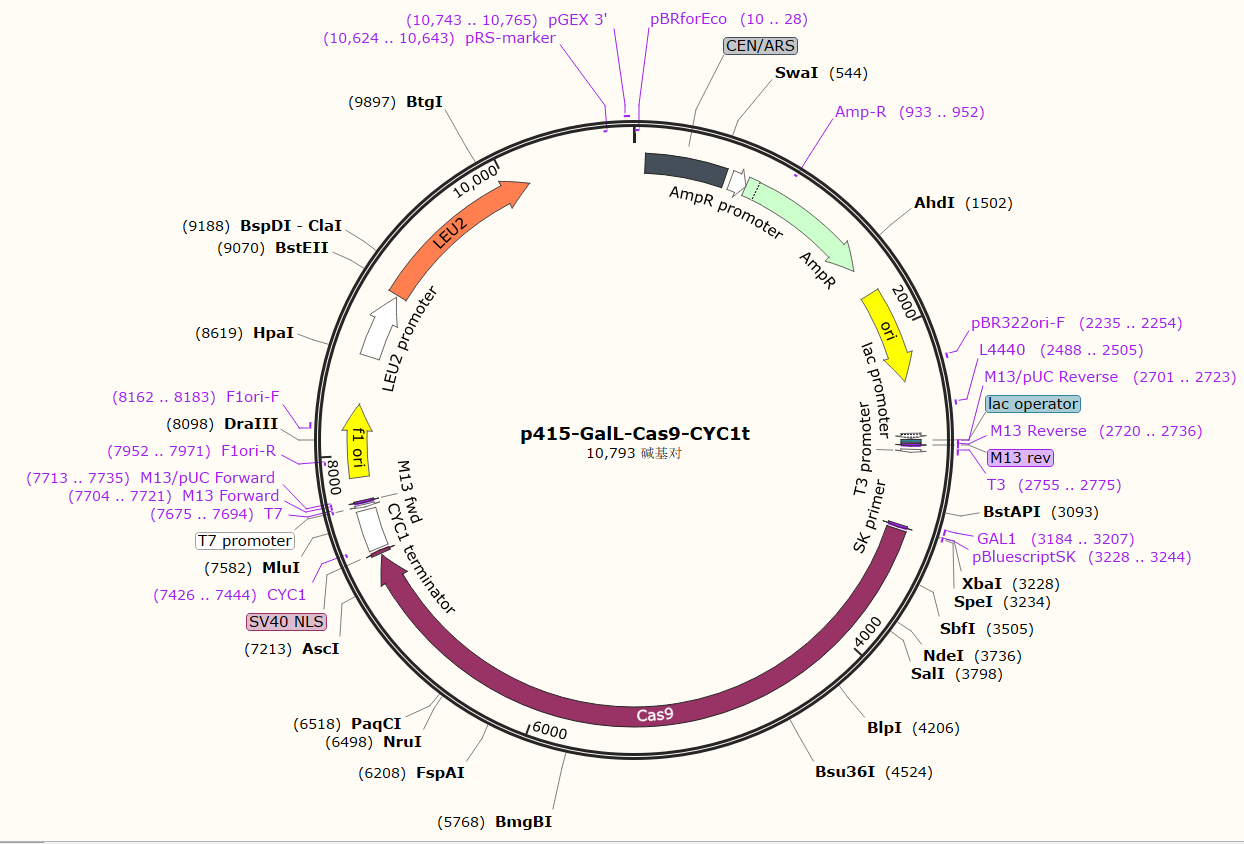 (10,743 .. 10,765) pGEX 3'
pBRforEco (10 .. 28)
(10,624 .. 10,643) pRS-marker
CEN/ARS
SwaI (544)
(9897) BtgI
Amp-R (933 .. 952)
10,000
AmpR promoter
AhdI (1502)
(9188) BspDI - ClaI
LEU2
(9070) BstEII
AmpR
2000
ori
pBR322ori-F (2235 .. 2254)
(8619) HpaI
LEU2 promoter
lac promoter
L4440 (2488 .. 2505)
M13/pUC Reverse (2701 .. 2723)
(8162 .. 8183) F1ori-F
lac operator
(8098) DraIII
f1 ori
p415-GalL-Cas9-CYC1t
10,793 碱基对
T3 promoter
M13 Reverse (2720 .. 2736)
(7952 .. 7971) F1ori-R
M13 rev
8000
(7713 .. 7735) M13/pUC Forward
T3 (2755 .. 2775)
(7704 .. 7721) M13 Forward
M13 fwd
SK primer
(7675 .. 7694) T7
BstAPI (3093)
T7 promoter
CYC1 terminator
GAL1 (3184 .. 3207)
pBluescriptSK (3228 .. 3244)
(7582) MluI
XbaI (3228)
(7426 .. 7444) CYC1
SpeI (3234)
SV40 NLS
SbfI (3505)
4000
(7213) AscI
NdeI (3736)
SalI (3798)
Cas9
(6518) PaqCI
6000
BlpI (4206)
(6498) NruI
(6208) FspAI
Bsu36I (4524)
(5768) BmgBI